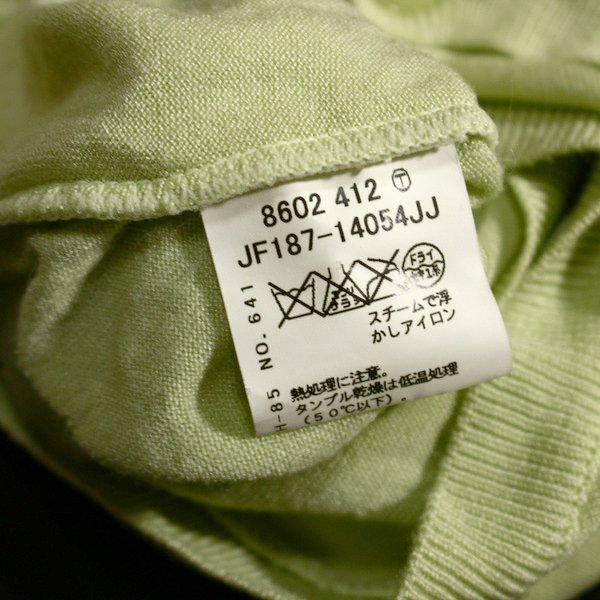 8602 412 Ⓣ
JF187-14054JJ
ドライ
スチームで浮
かしアイロン
熱処理に注意。
タンブル乾燥は低温処理
(50℃以下)。
H-85 NO. 641